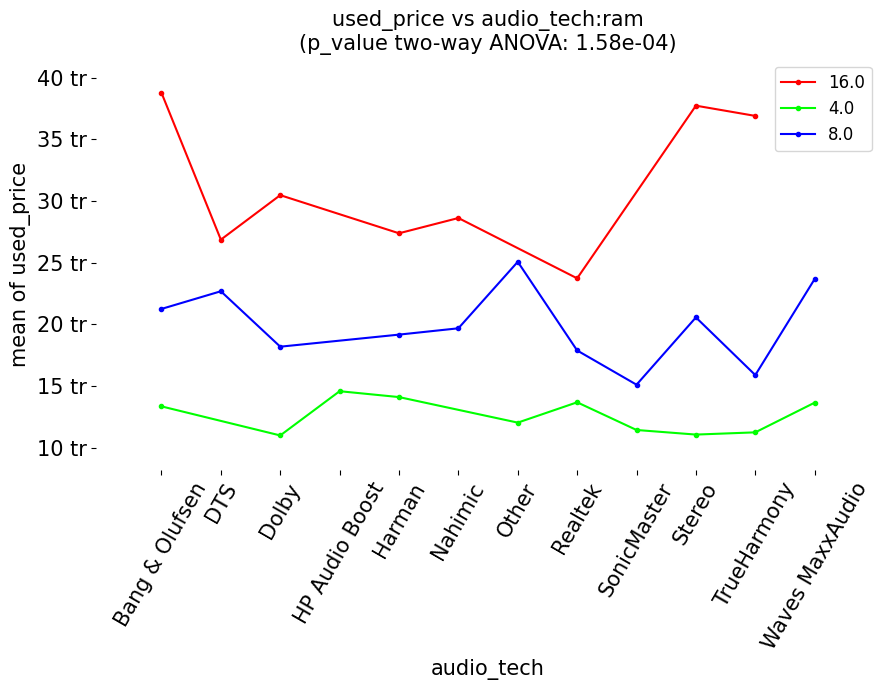 used_price vs audio_tech:ram
(p_value two-way ANOVA: 1.58e-04)
16.0
4.0
8.0
mean of used_price
40 tr
35 tr
30 tr
25 tr
20 tr
15 tr
10 tr
Bang & Olufsen
DTS
Dolby
HP Audio Boost
Harman
Nahimic
Other
Realtek
SonicMaster
Stereo
TrueHarmony
Waves MaxxAudio
audio_tech